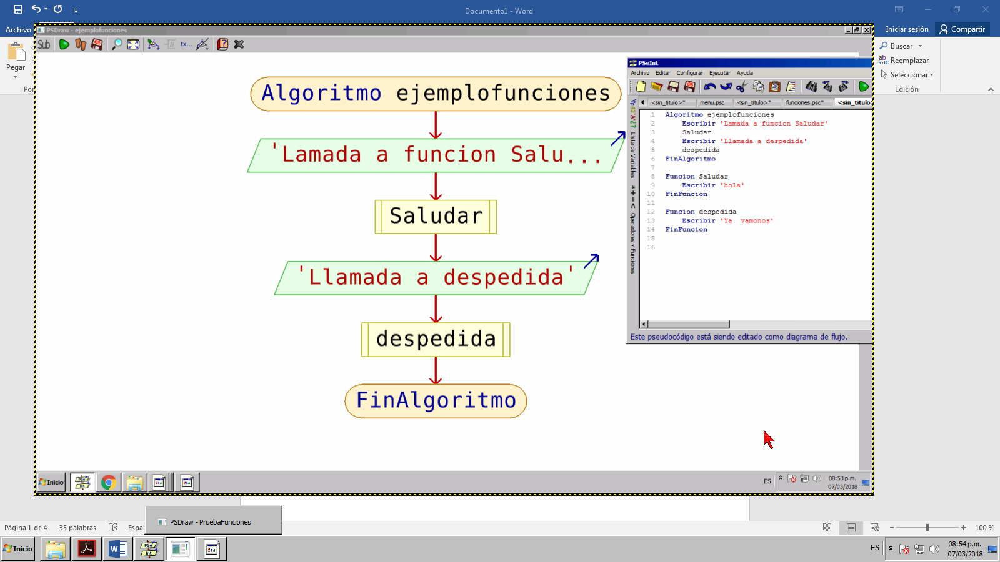 Documento1 - Word
Archivo
Iniciar sesión
Compartir
Pegar
Buscar
Reemplazar
Seleccionar
Edición
PSDraw - ejemplofunciones
Sub
tx...
Algoritmo ejemplofunciones
'Lamada a funcion Salu...
Saludar
'Llamada a despedida'
despedida
FinAlgoritmo
PSeInt
Archivo Editar Configurar Ejecutar Ayuda
<sin_titulo>* menu.psc <sin_titulo>* funciones.psc* <sin_titulo>
Lista de Variables
Operadores y Funciones
1 Algoritmo ejemplofunciones
2 Escribir 'Lamada a funcion Saludar'
3 Saludar
4 Escribir 'Llamada a despedida'
5 despedida
6 FinAlgoritmo
7
8 Funcion Saludar
9 Escribir 'hola'
10 FinFuncion
11
12 Funcion despedida
13 Escribir 'Ya vamonos'
14 FinFuncion
15
16
Este pseudocódigo está siendo editado como diagrama de flujo.
Inicio
ES
08:53 p.m.
07/03/2018
PSDraw - PruebaFunciones
Página 1 de 4
35 palabras
Espai
100 %
Inicio
ES
08:54 p.m.
07/03/2018